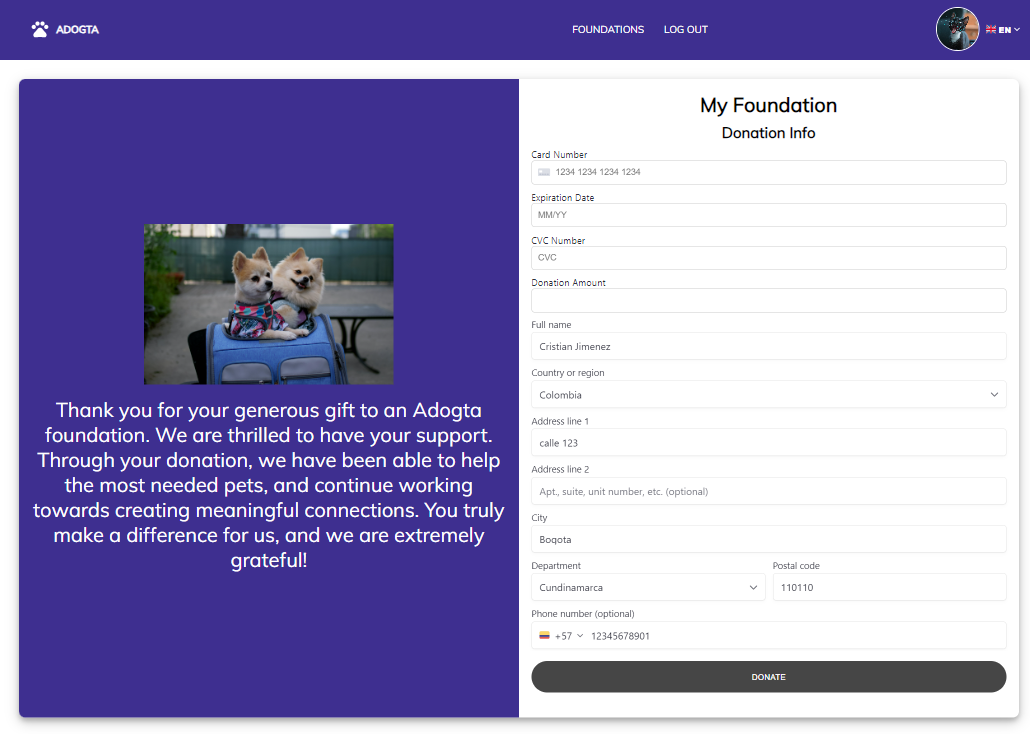 ADOGTA
FOUNDATIONS
LOG OUT
EN
Thank you for your generous gift to an Adogta
foundation. We are thrilled to have your support.
Through your donation, we have been able to help
the most needed pets, and continue working
towards creating meaningful connections. You truly
make a difference for us, and we are extremely
grateful!
My Foundation
Donation Info
Card Number
1234 1234 1234 1234
Expiration Date
MM/YY
CVC Number
CVC
Donation Amount
Full name
Cristian Jimenez
Country or region
Colombia
Address line 1
calle 123
Address line 2
Apt., suite, unit number, etc. (optional)
City
Bogota
Department
Postal code
Cundinamarca
110110
Phone number (optional)
+57 12345678901
DONATE